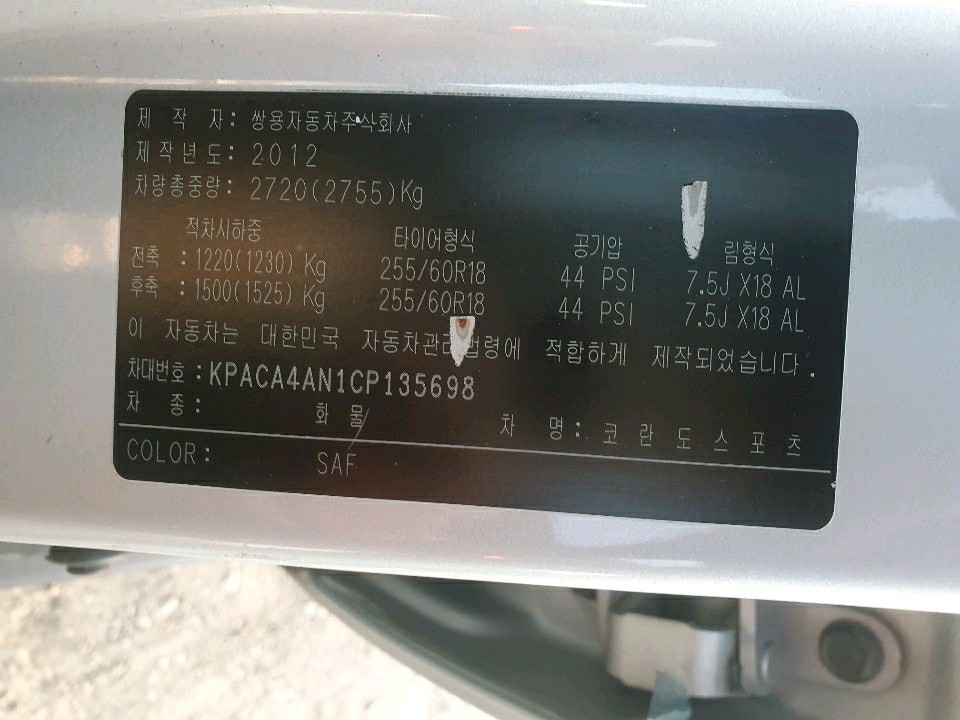 제 작 자: 쌍용자동차주식회사
제작년도: 2012
차량총중량: 2720(2755)Kg
적차시하중 타이어형식 공기압 림형식
전축 : 1220(1230) Kg 255/60R18 44 PSI 7.5J X18 AL
후축 : 1500(1525) Kg 255/60R18 44 PSI 7.5J X18 AL
이 자동차는 대한민국 자동차관리법령에 적합하게 제작되었습니다.
차대번호 : KPACA4AN1CP135698
차 종: 화 물 차 명: 코 란 도 스 포 츠
COLOR: SAF